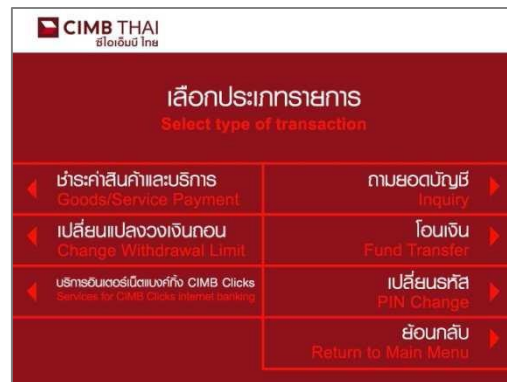 CIMB THAI
ซีไอเอ็มบี ไทย
เลือกประเภทรายการ
Select type of transaction
ชำระค่าสินค้าและบริการ
Goods/Service Payment
ถามยอดบัญชี
Inquiry
เปลี่ยนแปลงวงเงินถอน
Change Withdrawal Limit
โอนเงิน
Fund Transfer
บริการอินเตอร์เน็ตแบงค์กิ้ง CIMB Clicks
Services for CIMB Clicks internet banking
เปลี่ยนรหัส
PIN Change
ย้อนกลับ
Return to Main Menu